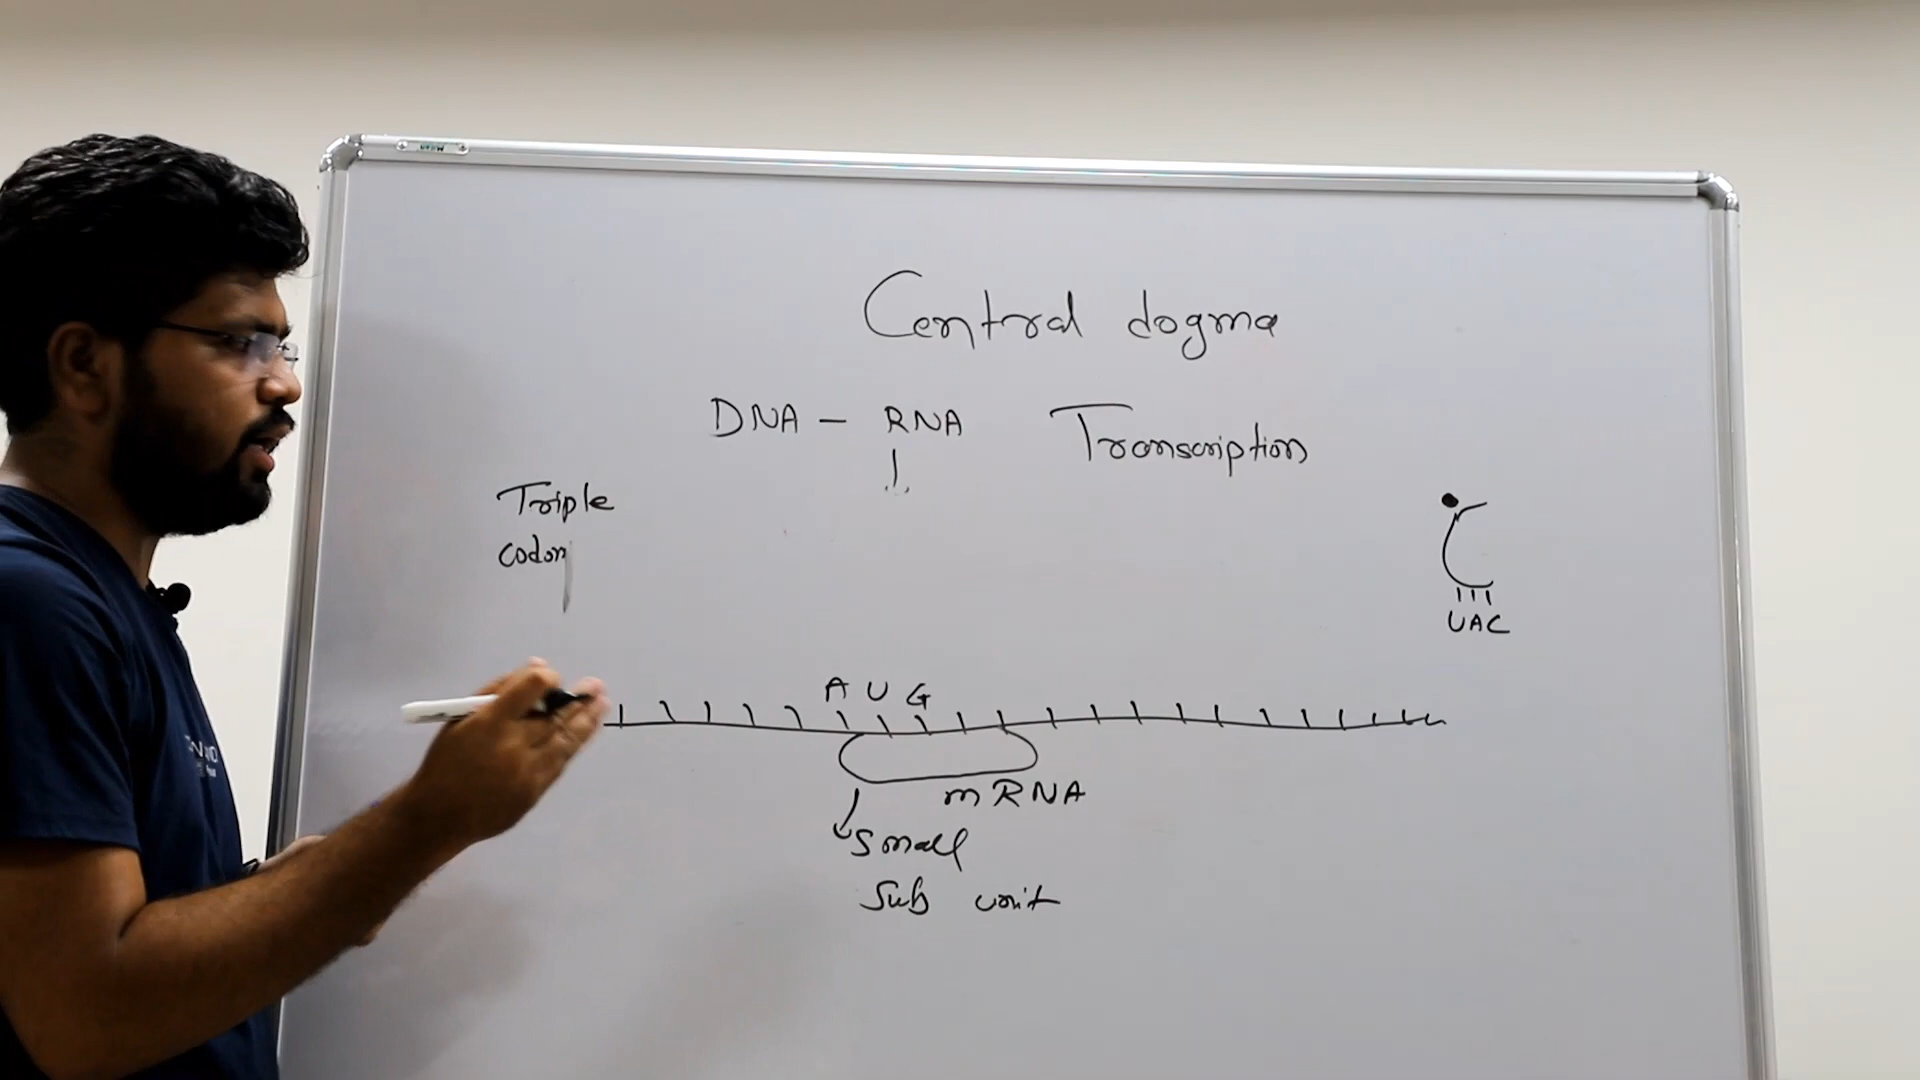 Central dogma
DNA - RNA Transcription
Triple
codon
UAC
A U G
mRNA
Small
Sub unit